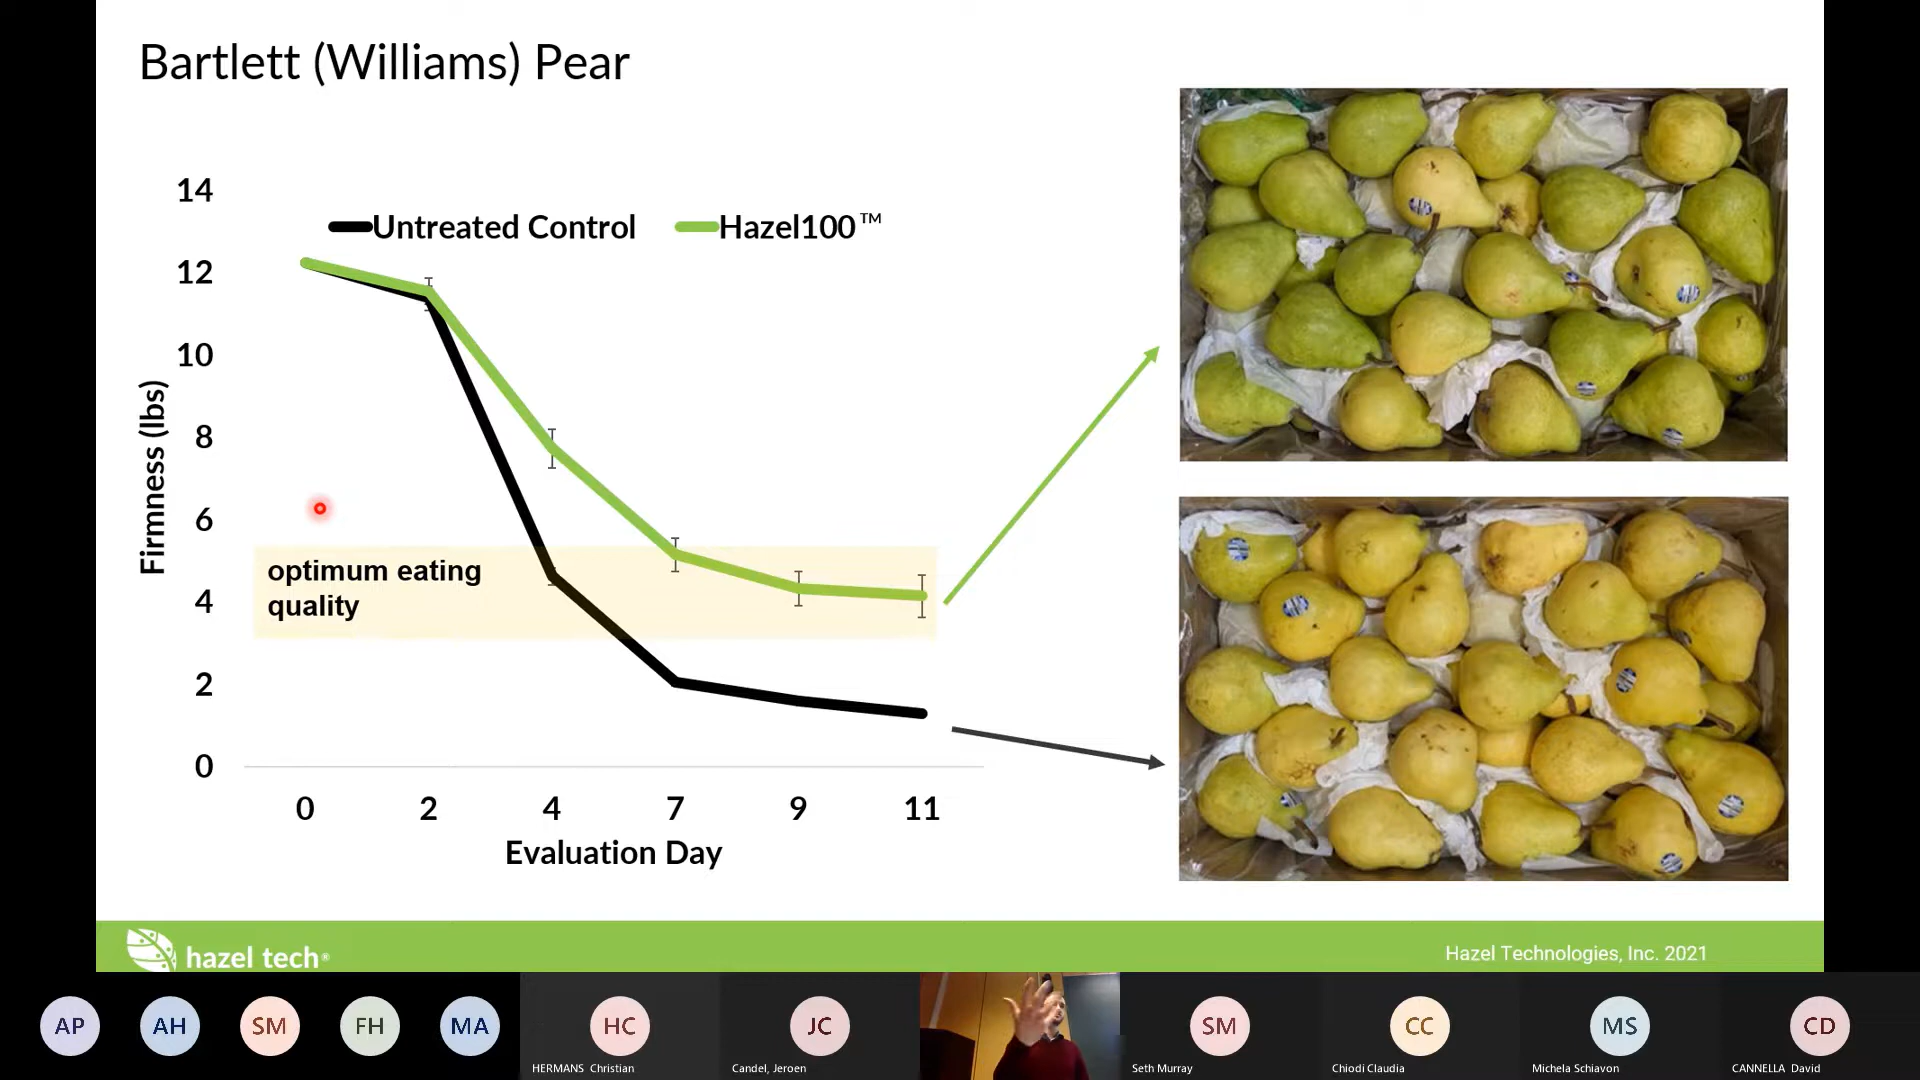 Bartlett (Williams) Pear
14
Untreated Control
Hazel100™
12
10
8
6
4
2
0
Firmness (lbs)
optimum eating
quality
0 2 4 7 9 11
Evaluation Day
hazel tech®
Hazel Technologies, Inc. 2021
AP
AH
SM
FH
MA
HC
HERMANS Christian
JC
Candel, Jeroen
SM
Seth Murray
CC
Chiodi Claudia
MS
Michela Schiavon
CD
CANNELLA David